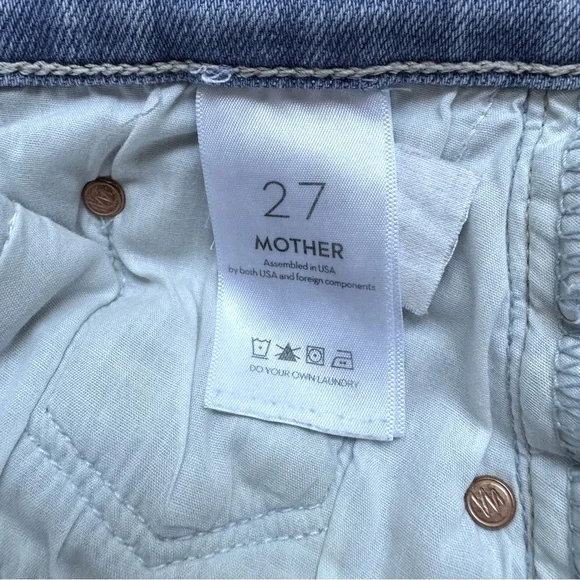 27
MOTHER
Assembled in USA
by both USA and foreign components
DO YOUR OWN LAUNDRY